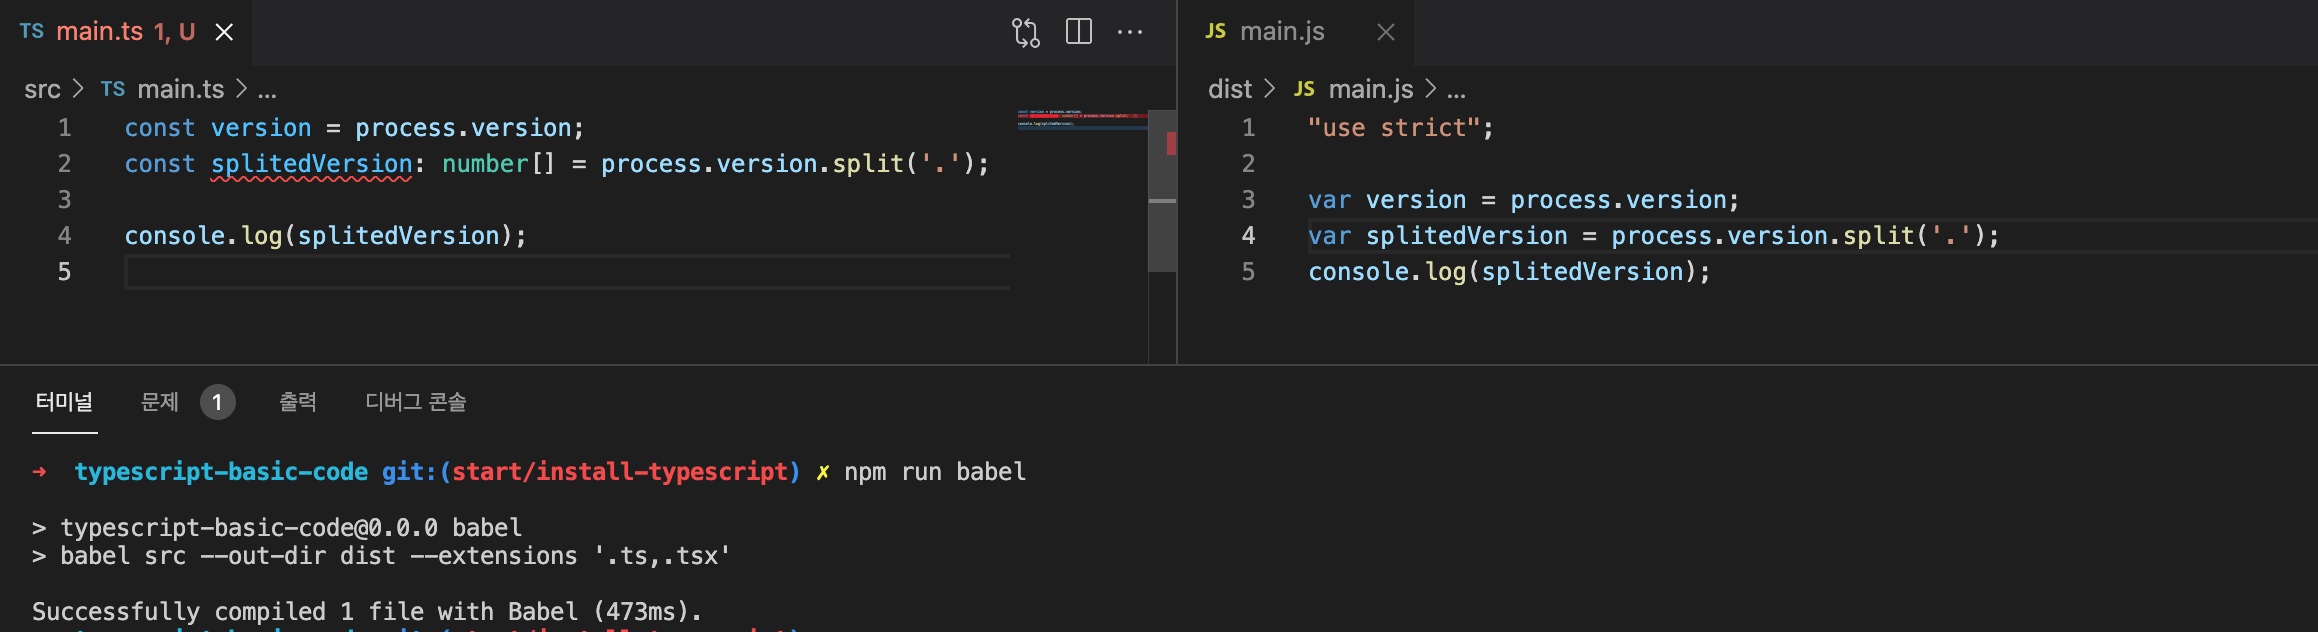 TS main.ts 1, U
JS main.js
src > TS main.ts > ...
1 const version = process.version;
2 const splitedVersion: number[] = process.version.split('.');
3
4 console.log(splitedVersion);
5
dist > JS main.js > ...
1 "use strict";
2
3 var version = process.version;
4 var splitedVersion = process.version.split('.');
5 console.log(splitedVersion);
터미널 문제 1 출력 디버그 콘솔
→ typescript-basic-code git:(start/install-typescript) ✗ npm run babel
> typescript-basic-code@0.0.0 babel
> babel src --out-dir dist --extensions '.ts,.tsx'
Successfully compiled 1 file with Babel (473ms).